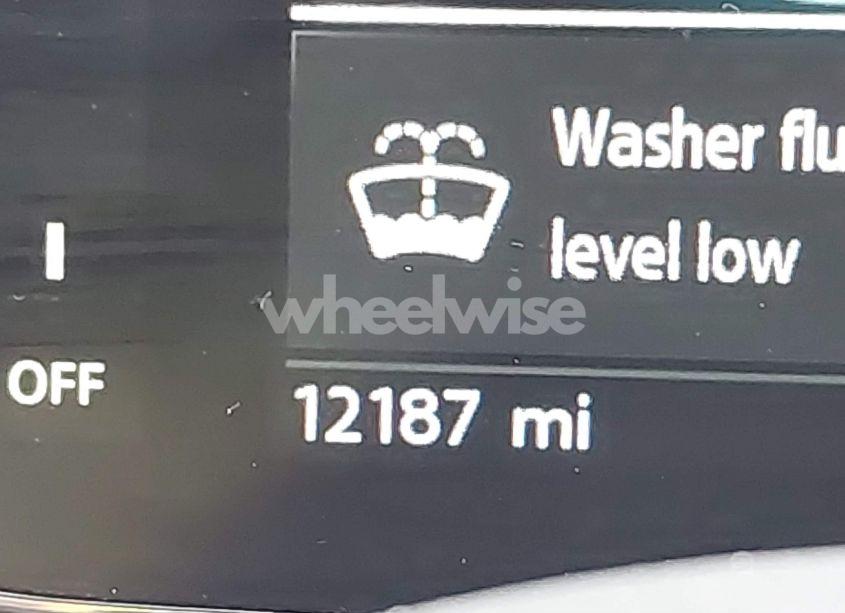 Washer flu
level low
wheelwise
OFF
12187 mi